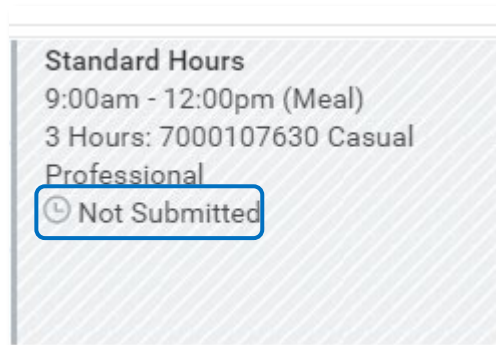 Standard Hours
9:00am - 12:00pm (Meal)
3 Hours: 7000107630 Casual
Professional
Not Submitted